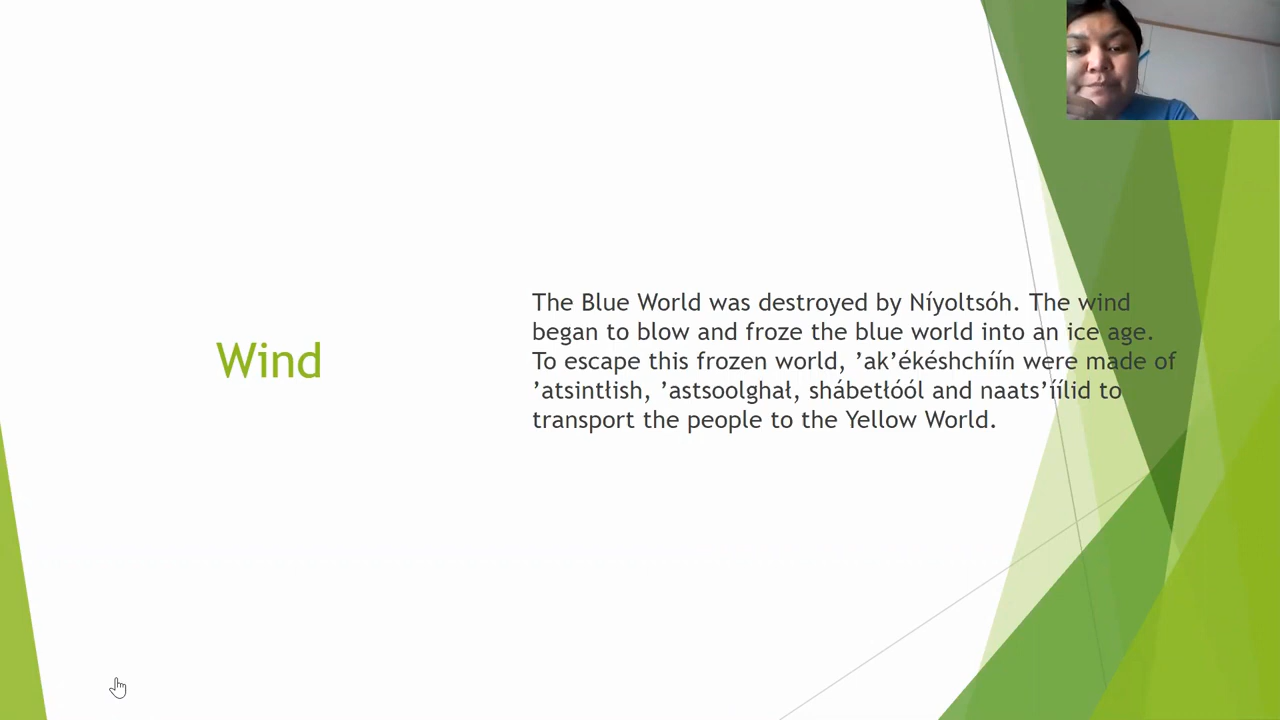 Wind
The Blue World was destroyed by Níyoltsóh. The wind
began to blow and froze the blue world into an ice age.
To escape this frozen world, ’ak’ékéshchíín were made of
’atsintłish, ’astsoolghał, shábetłóól and naats’íílid to
transport the people to the Yellow World.